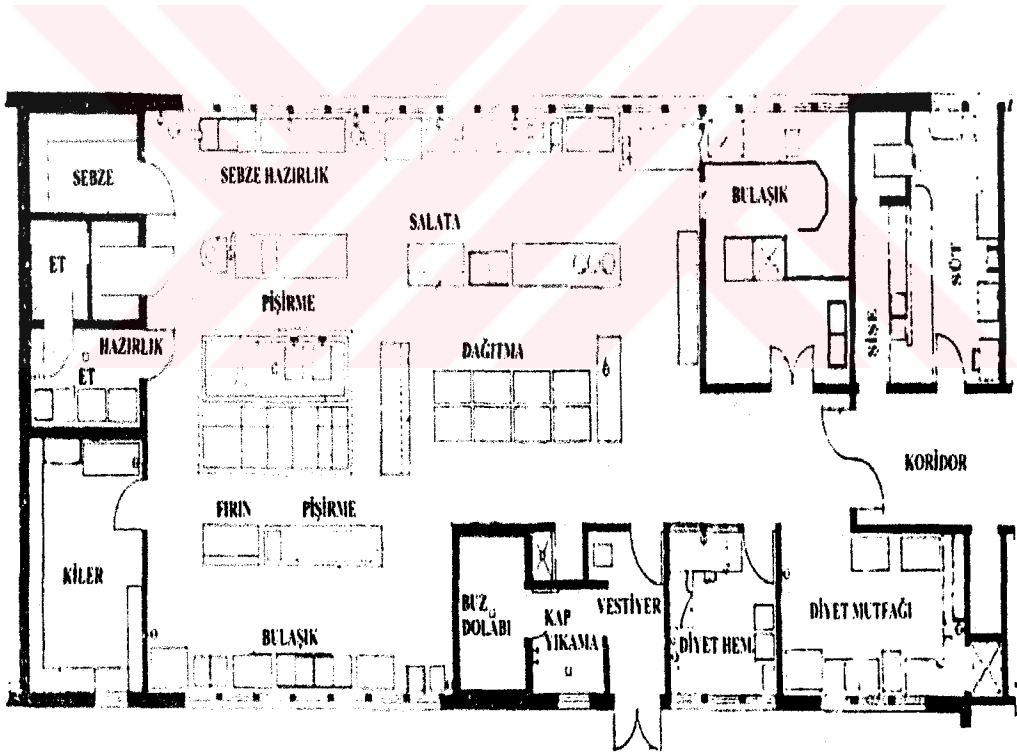 SEBZE
SEBZE HAZIRLIK
BULAŞIK
SALATA
ET
SÜT
PİŞİRME
ŞİŞE
HAZIRLIK
ET
DAĞITMA
KORİDOR
FIRIN
PİŞİRME
KİLER
BUZ
DOLABI
KAP
YIKAMA
VESTİYER
DİYET MUTFAĞI
BULAŞIK
DİYET HEM.